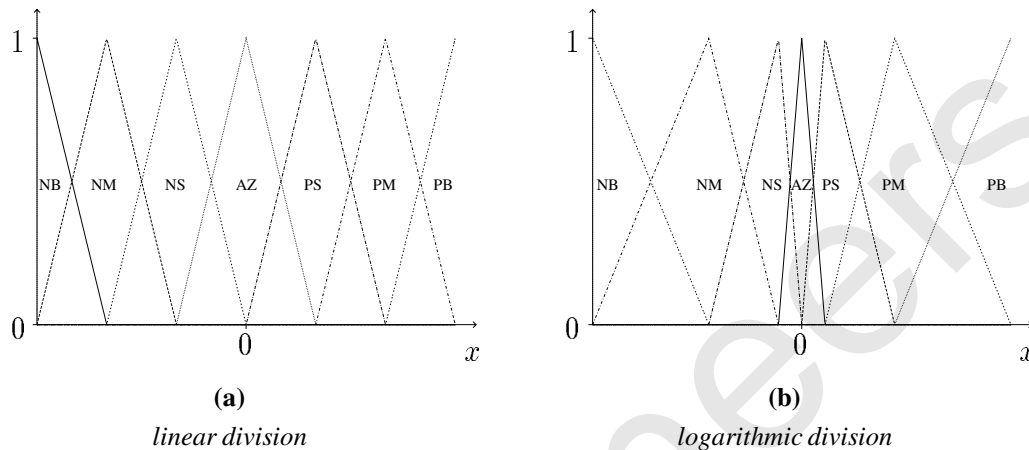 1
NB NM NS AZ PS PM PB
0
0
x
(a)
linear division
1
NB NM NS AZ PS PM PB
0
0
x
(b)
logarithmic division
neers